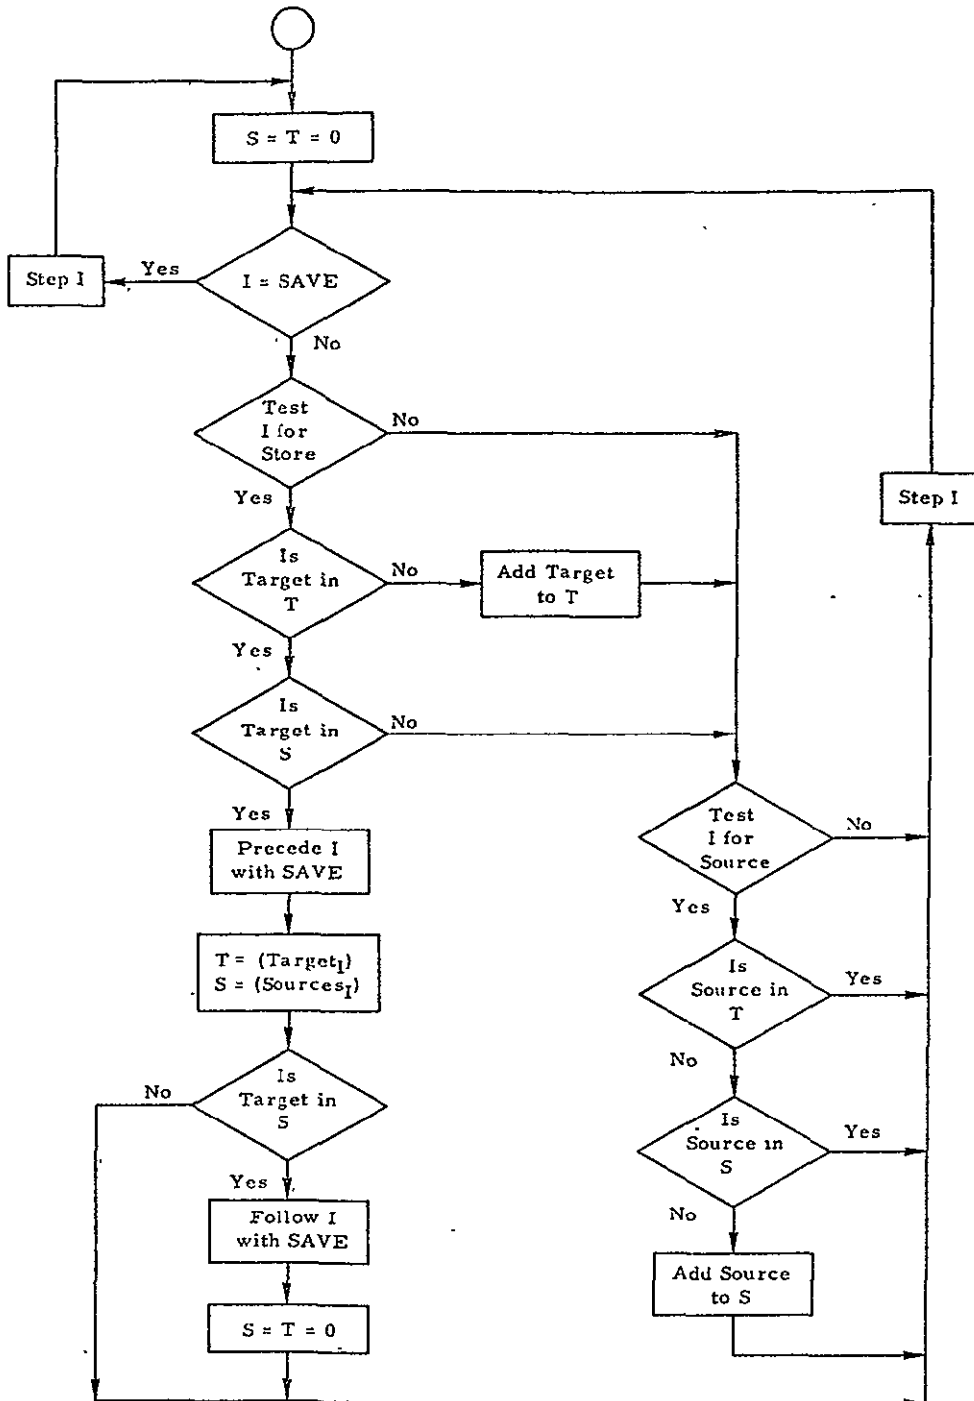 S = T = 0
Step I
Yes
I = SAVE
No
Test
I for
Store
No
Yes
Step I
Is
Target in
T
No
Add Target
to T
Yes
Is
Target in
S
No
Yes
Test
I for
Source
No
Precede I
with SAVE
Yes
T = (Target_I)
S = (Sources_I)
Is
Source in
T
Yes
No
Is
Target in
S
No
Is
Source in
S
Yes
Yes
Follow I
with SAVE
No
Add Source
to S
S = T = 0